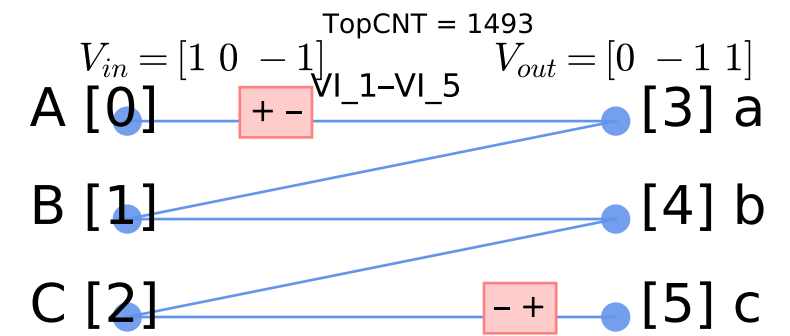 TopCNT = 1493
V_in = [1 0 −1] V_out = [0 −1 1]
VI_1–VI_5
A [0] + – [3] a
B [1] [4] b
C [2] – + [5] c